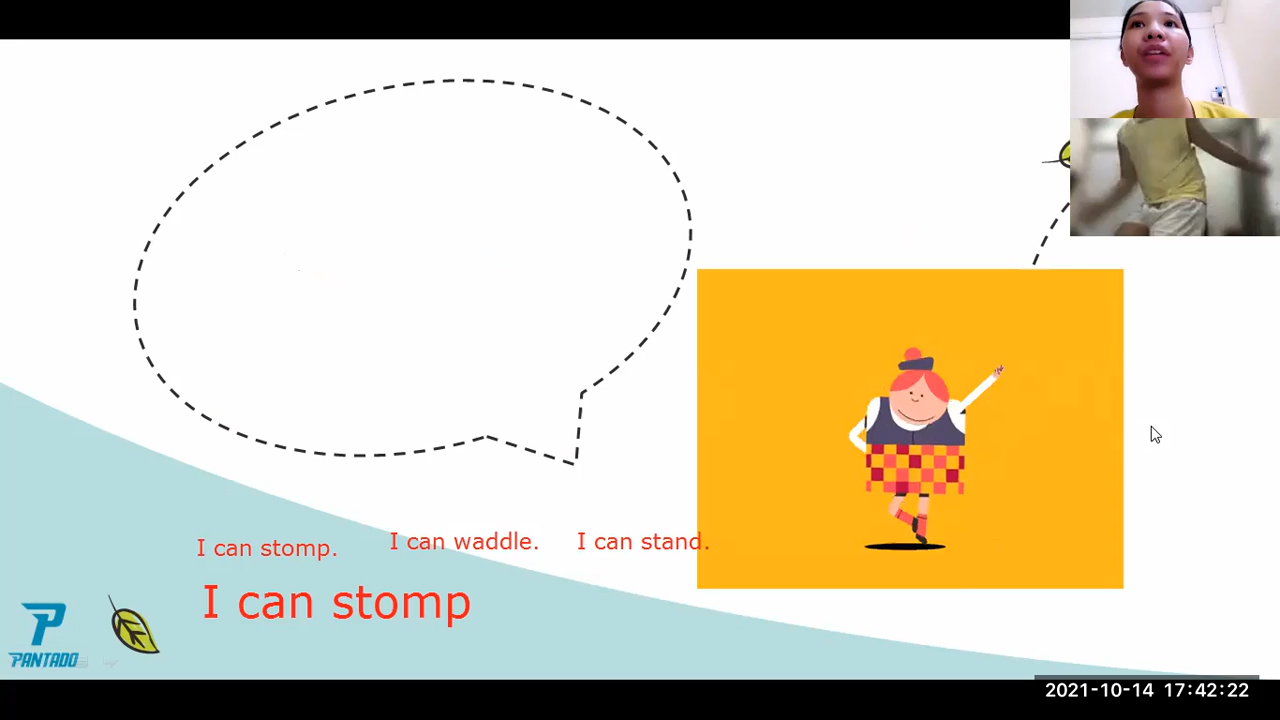 I can stomp. I can waddle. I can stand.
I can stomp
PANTADO
2021-10-14 17:42:22